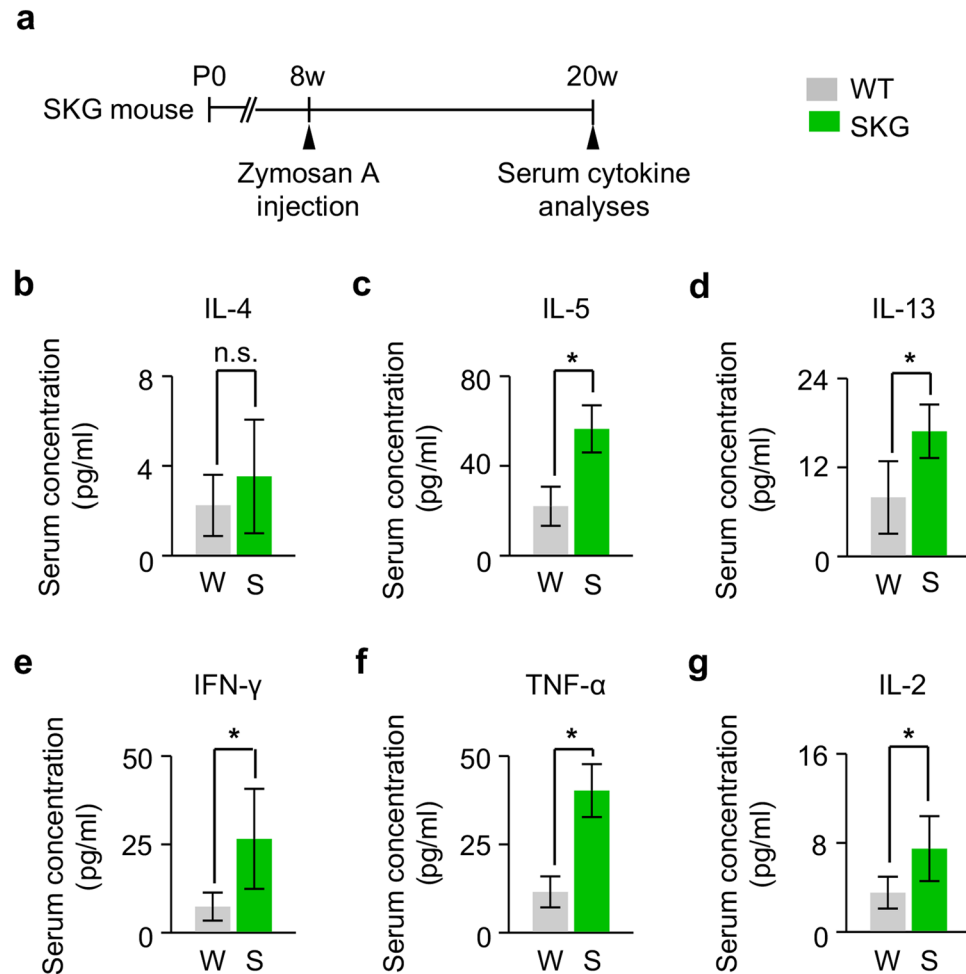 a
P0
8w
20w
SKG mouse
Zymosan A
injection
Serum cytokine
analyses
WT
SKG
b
IL-4
n.s.
Serum concentration
(pg/ml)
8
4
0
W
S
c
IL-5
*
Serum concentration
(pg/ml)
80
40
0
W
S
d
IL-13
*
Serum concentration
(pg/ml)
24
12
0
W
S
e
IFN-γ
*
Serum concentration
(pg/ml)
50
25
0
W
S
f
TNF-α
*
Serum concentration
(pg/ml)
50
25
0
W
S
g
IL-2
*
Serum concentration
(pg/ml)
16
8
0
W
S